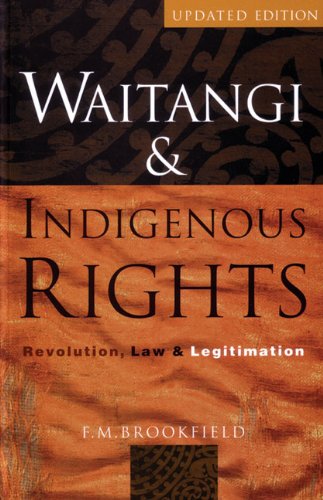 UPDATED EDITION
WAITANGI
&
INDIGENOUS
RIGHTS
Revolution, Law & Legitimation
F.M.BROOKFIELD